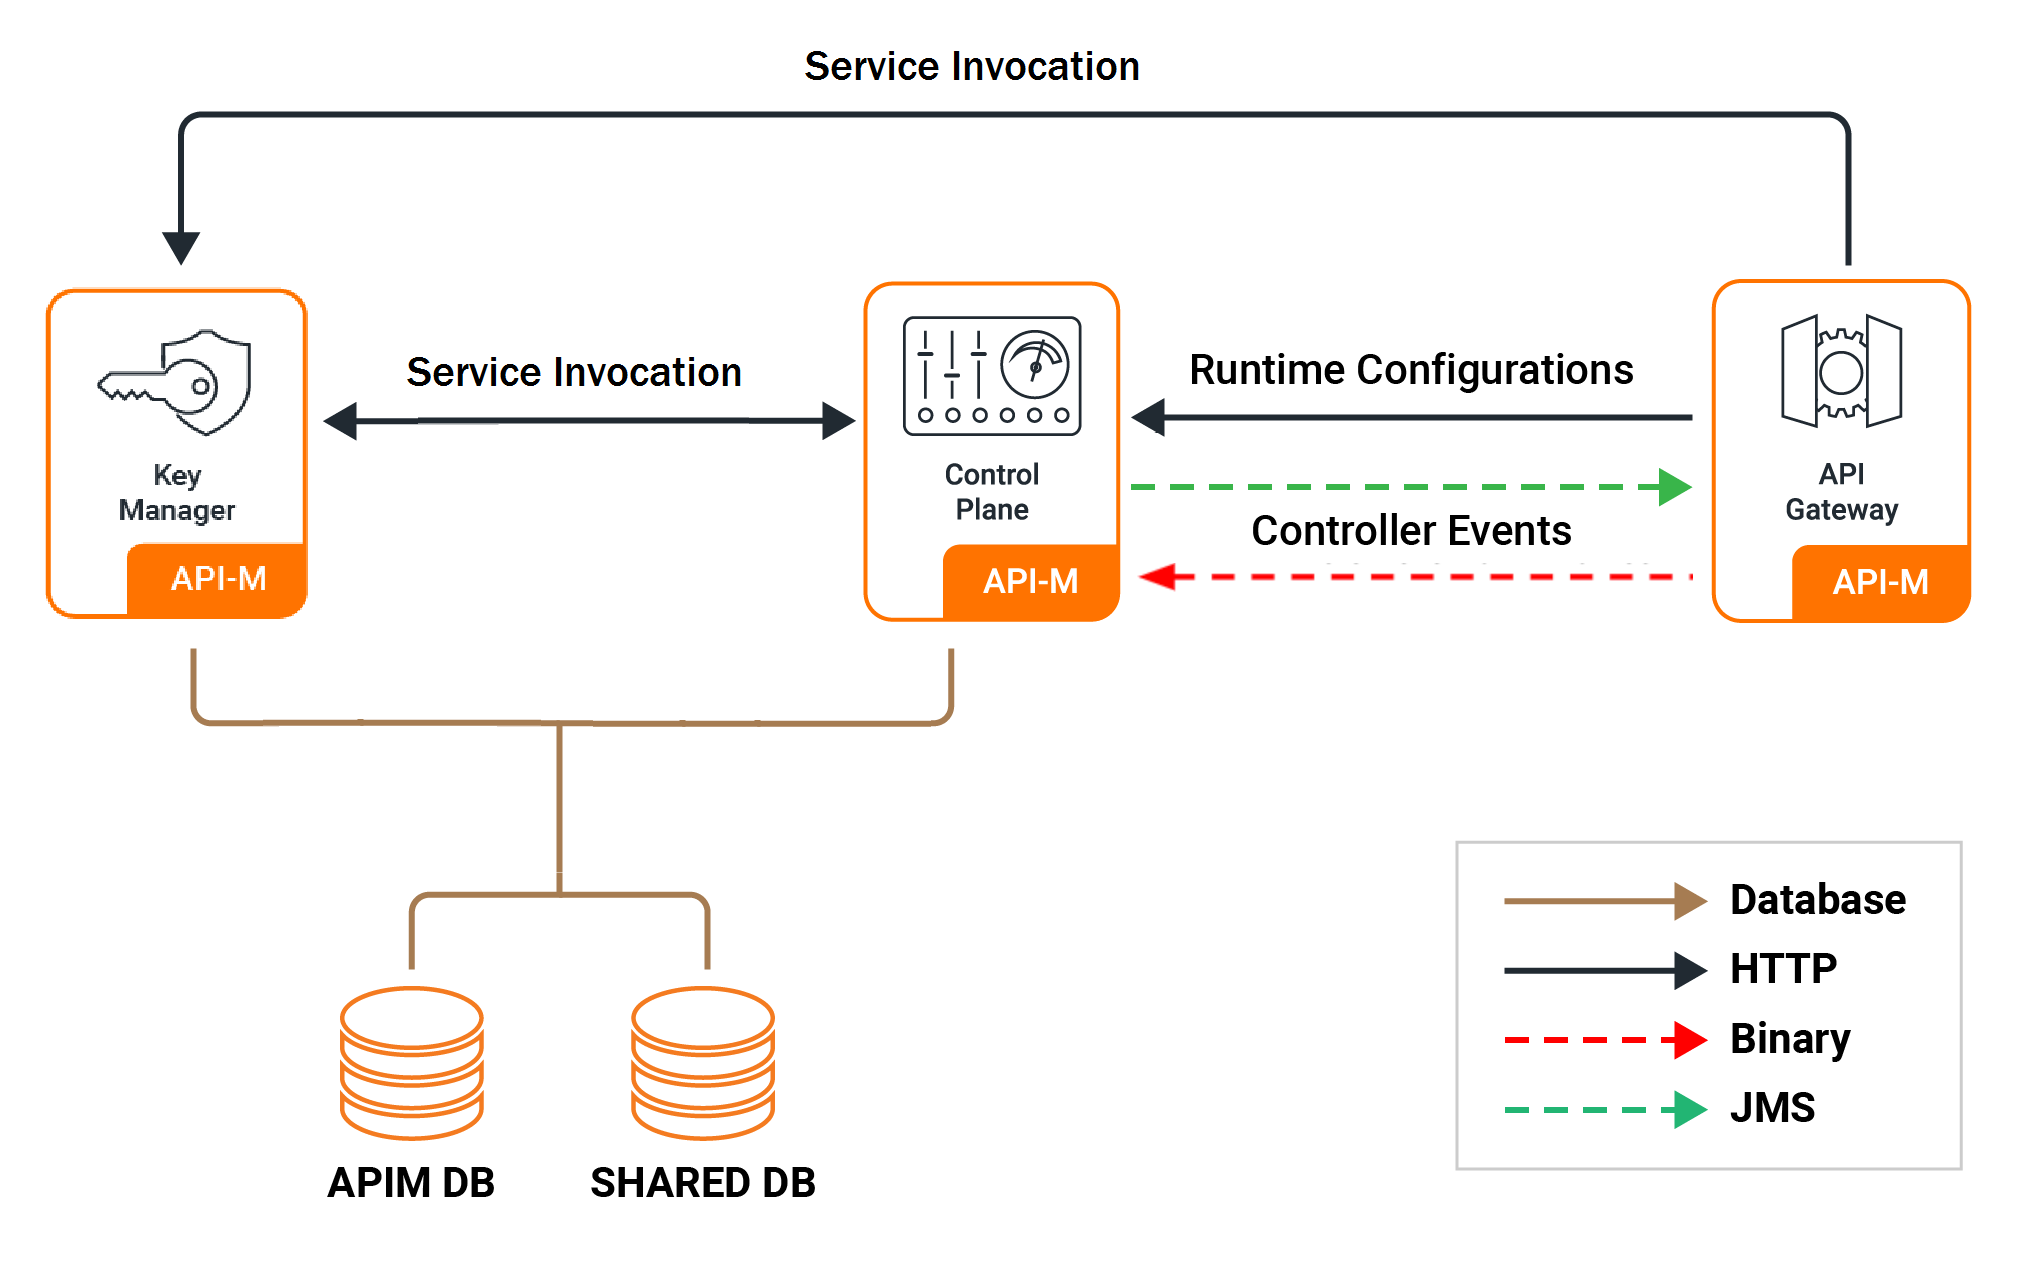 Service Invocation
Service Invocation
Runtime Configurations
Key
Manager
API-M
Control
Plane
API-M
Controller Events
API
Gateway
API-M
APIM DB
SHARED DB
Database
HTTP
Binary
JMS